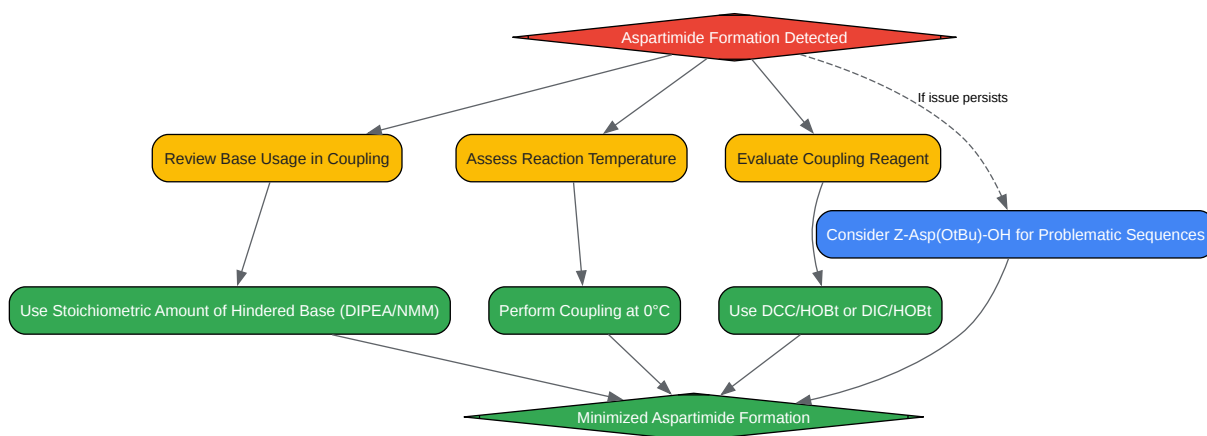 Aspartimide Formation Detected
If issue persists
Review Base Usage in Coupling
Assess Reaction Temperature
Evaluate Coupling Reagent
Consider Z-Asp(OtBu)-OH for Problematic Sequences
Use Stoichiometric Amount of Hindered Base (DIPEA/NMM)
Perform Coupling at 0°C
Use DCC/HOBt or DIC/HOBt
Minimized Aspartimide Formation